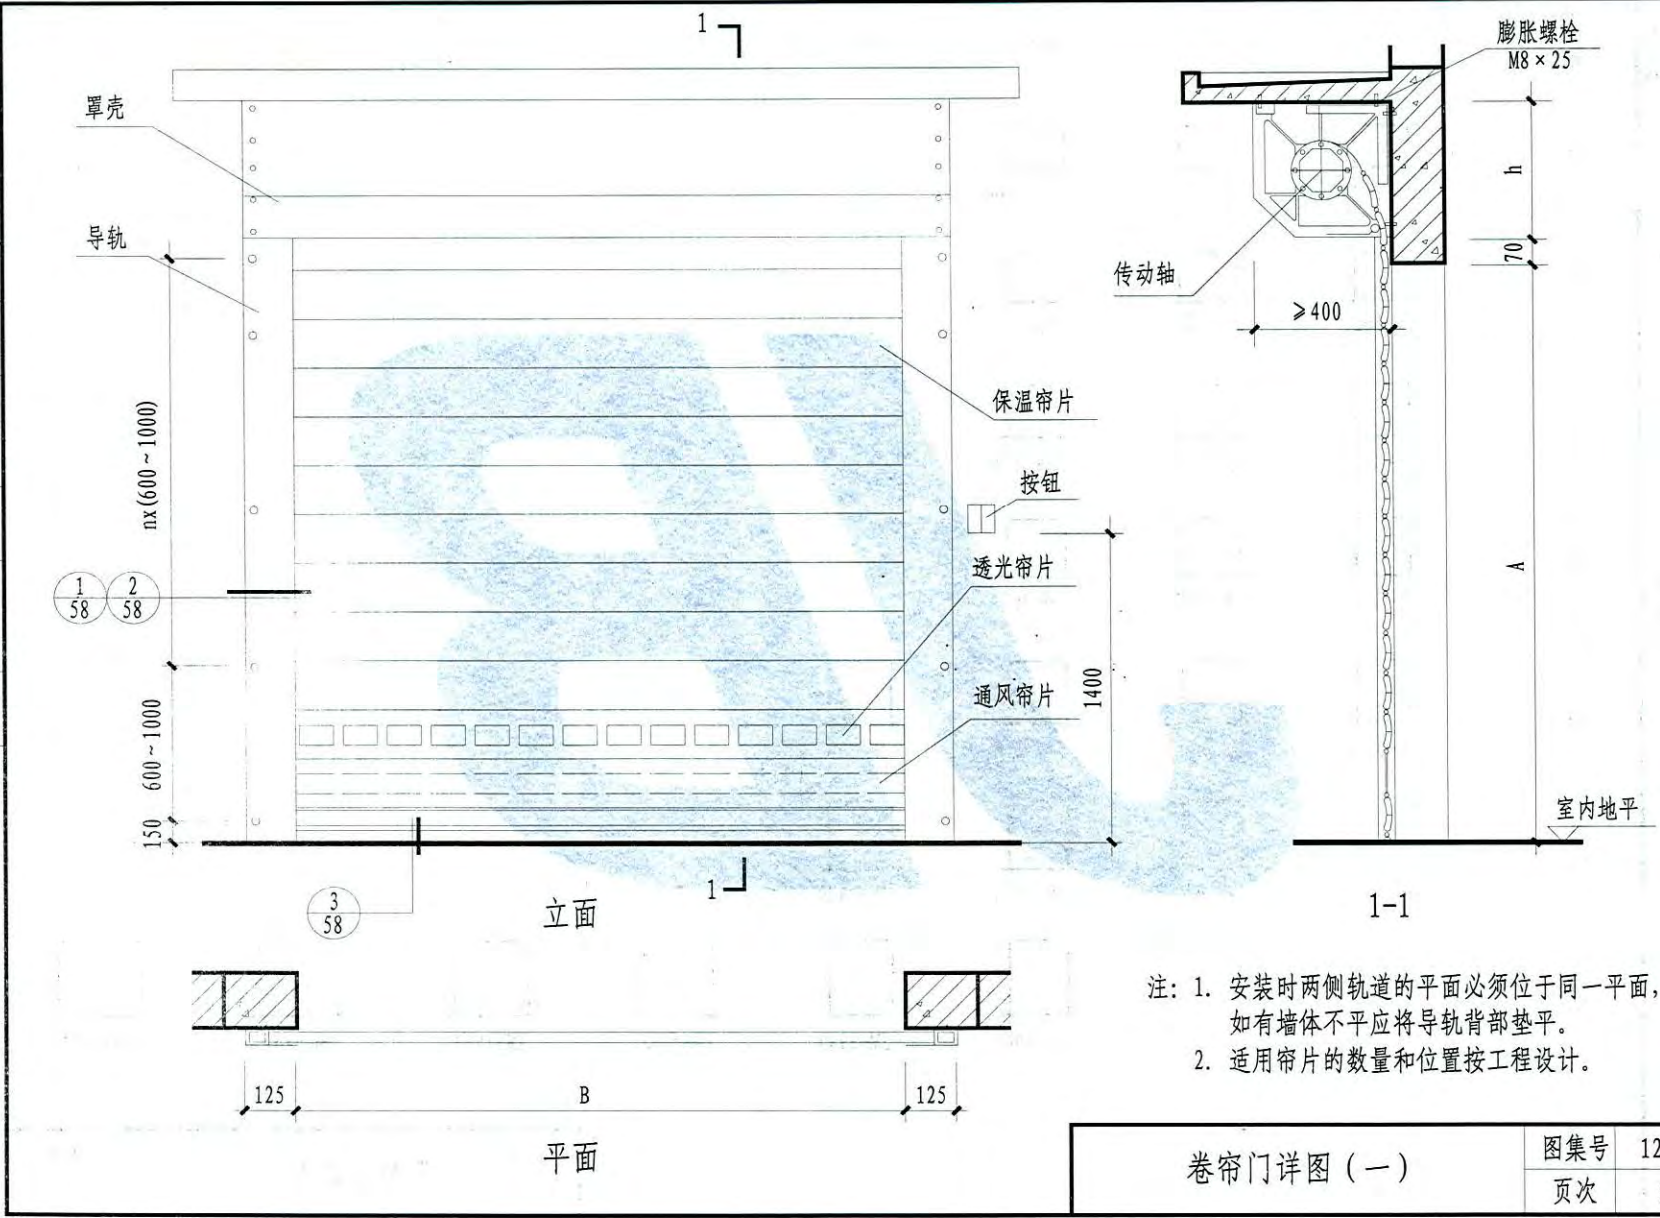 1
膨胀螺栓
M8×25
罩壳
导轨
h
70
传动轴
≥400
保温帘片
nx(600~1000)
按钮
透光帘片
A
1
58
2
58
通风帘片
1400
600~1000
150
室内地平
1
3
58
立面
1-1
注: 1. 安装时两侧轨道的平面必须位于同一平面,
如有墙体不平应将导轨背部垫平。
2. 适用帘片的数量和位置按工程设计。
125
B
125
平面
卷帘门详图(一)
图集号
12
页次